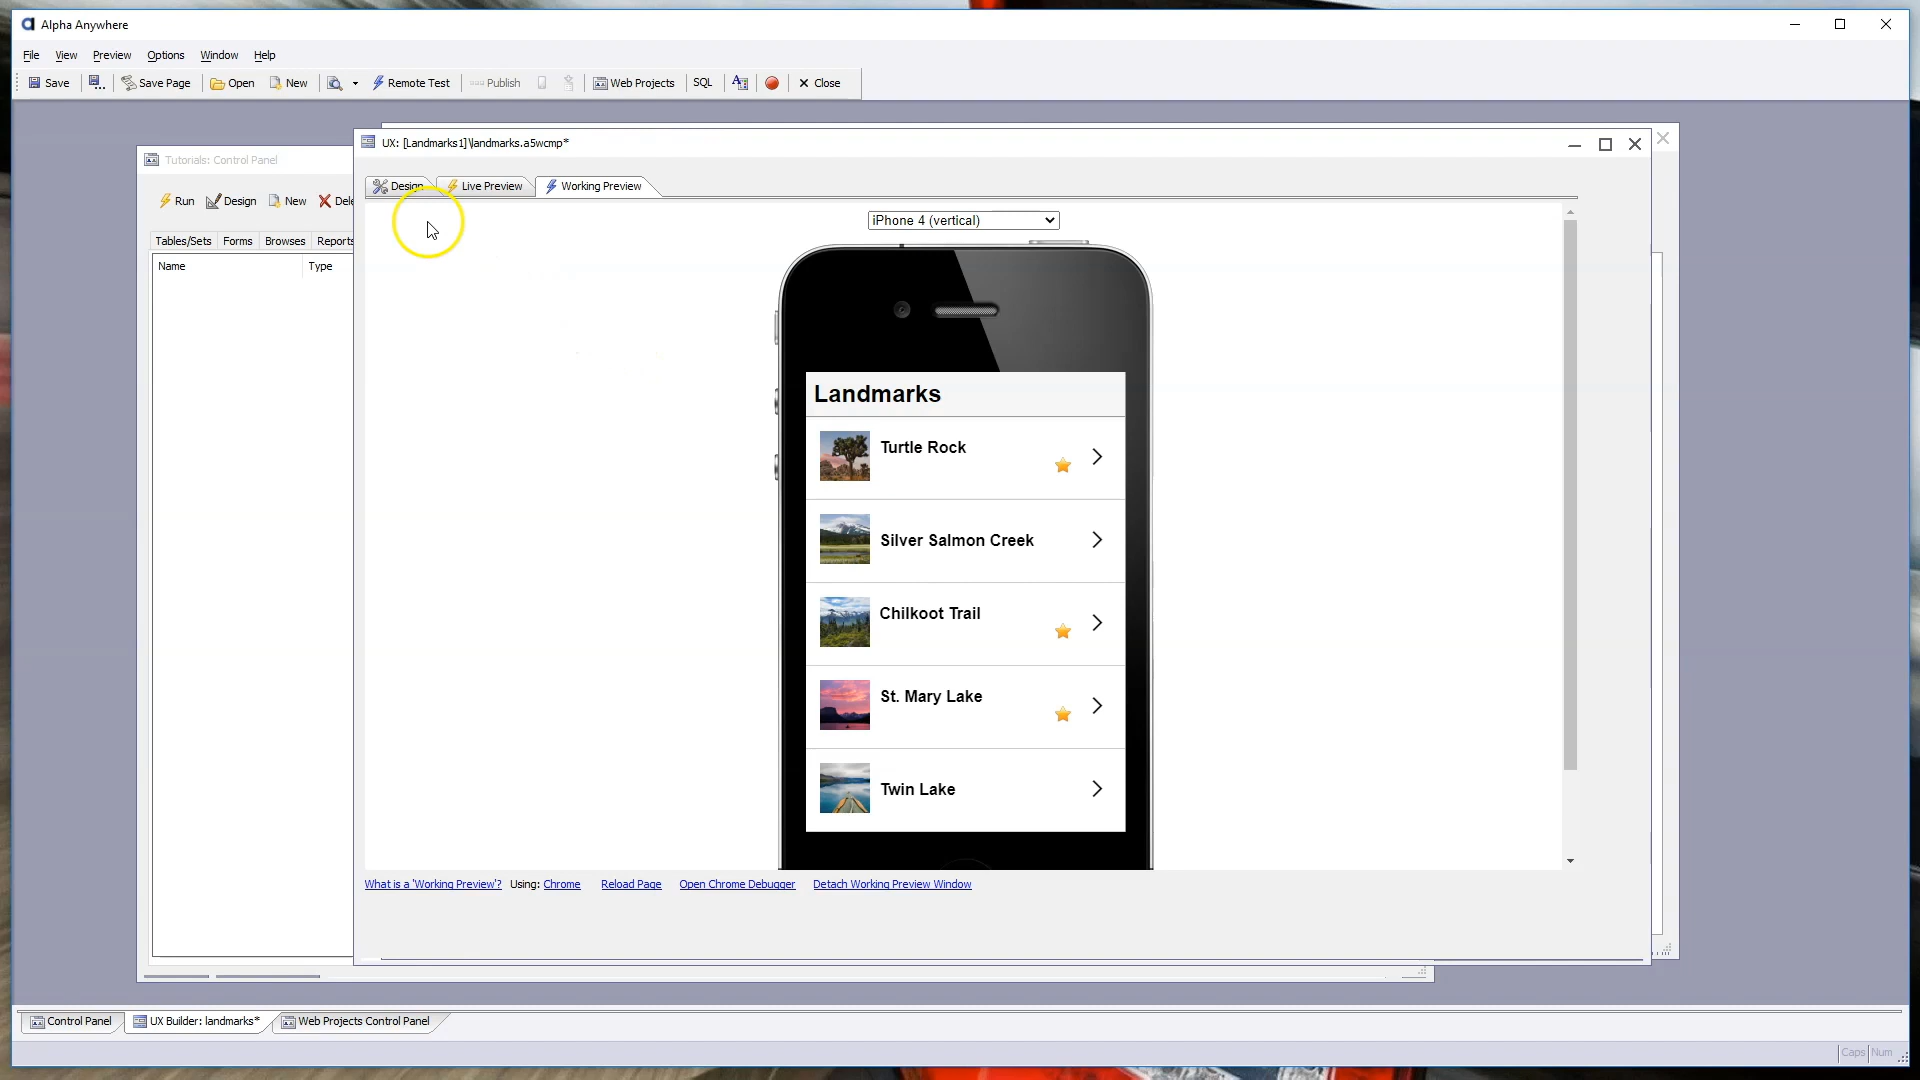 Alpha Anywhere
File View Preview Options Window Help
Save Save Page Open New Remote Test Publish Web Projects SQL Close
UX: [Landmarks1]\landmarks.a5wcmp*
Tutorials: Control Panel
Design Live Preview Working Preview
Run Design New Dele
iPhone 4 (vertical)
Tables/Sets Forms Browses Reports
Name Type
Landmarks
Turtle Rock
Silver Salmon Creek
Chilkoot Trail
St. Mary Lake
Twin Lake
What is a 'Working Preview'? Using: Chrome Reload Page Open Chrome Debugger Detach Working Preview Window
Control Panel UX Builder: landmarks* Web Projects Control Panel
Caps Num